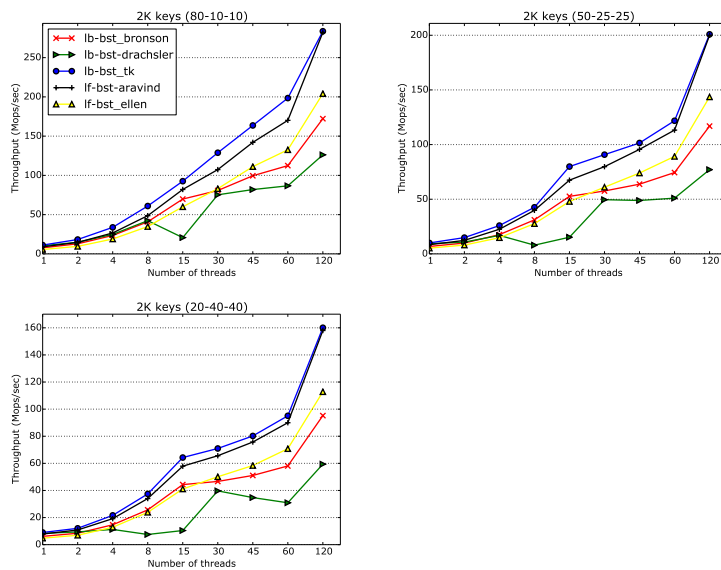 2K keys (80-10-10)
Throughput (Mops/sec)
250
200
150
100
50
0
lb-bst_bronson
lb-bst-drachsler
lb-bst_tk
lf-bst-aravind
lf-bst_ellen
1 2 4 8 15 30 45 60 120
Number of threads
2K keys (50-25-25)
Throughput (Mops/sec)
200
150
100
50
0
1 2 4 8 15 30 45 60 120
Number of threads
2K keys (20-40-40)
Throughput (Mops/sec)
160
140
120
100
80
60
40
20
0
1 2 4 8 15 30 45 60 120
Number of threads